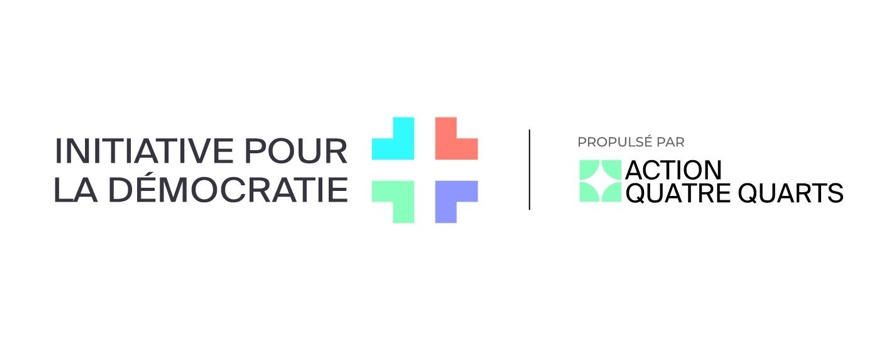 INITIATIVE POUR
LA DÉMOCRATIE
PROPULSÉ PAR
ACTION
QUATRE QUARTS